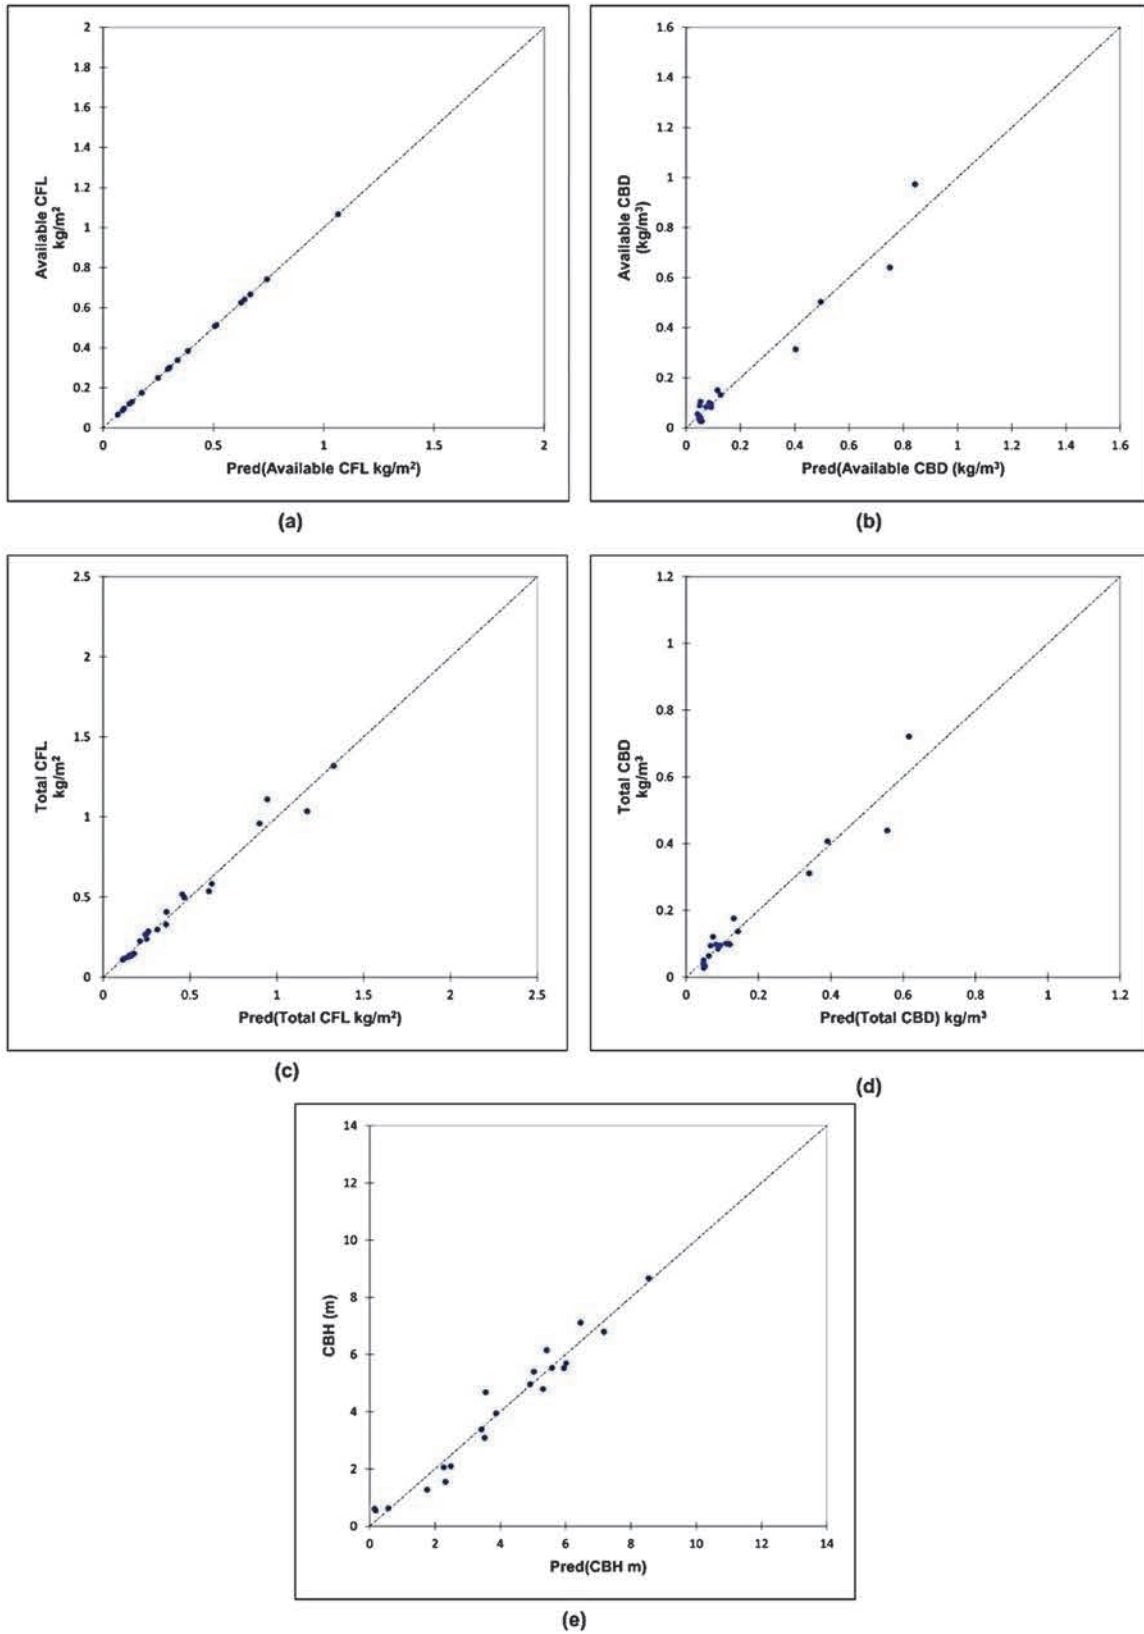 2
1.8
1.6
1.4
1.2
1
0.8
0.6
0.4
0.2
0
Available CFL
kg/m²
0 0.5 1 1.5 2
Pred(Available CFL kg/m²)
(a)
1.6
1.4
1.2
1
0.8
0.6
0.4
0.2
0
Available CBD
(kg/m³)
0 0.2 0.4 0.6 0.8 1 1.2 1.4 1.6
Pred(Available CBD (kg/m³)
(b)
2.5
2
1.5
1
0.5
0
Total CFL
kg/m²
0 0.5 1 1.5 2 2.5
Pred(Total CFL kg/m²)
(c)
1.2
1
0.8
0.6
0.4
0.2
0
Total CBD
kg/m³
0 0.2 0.4 0.6 0.8 1 1.2
Pred(Total CBD) kg/m³
(d)
14
12
10
8
6
4
2
0
CBH (m)
0 2 4 6 8 10 12 14
Pred(CBH m)
(e)